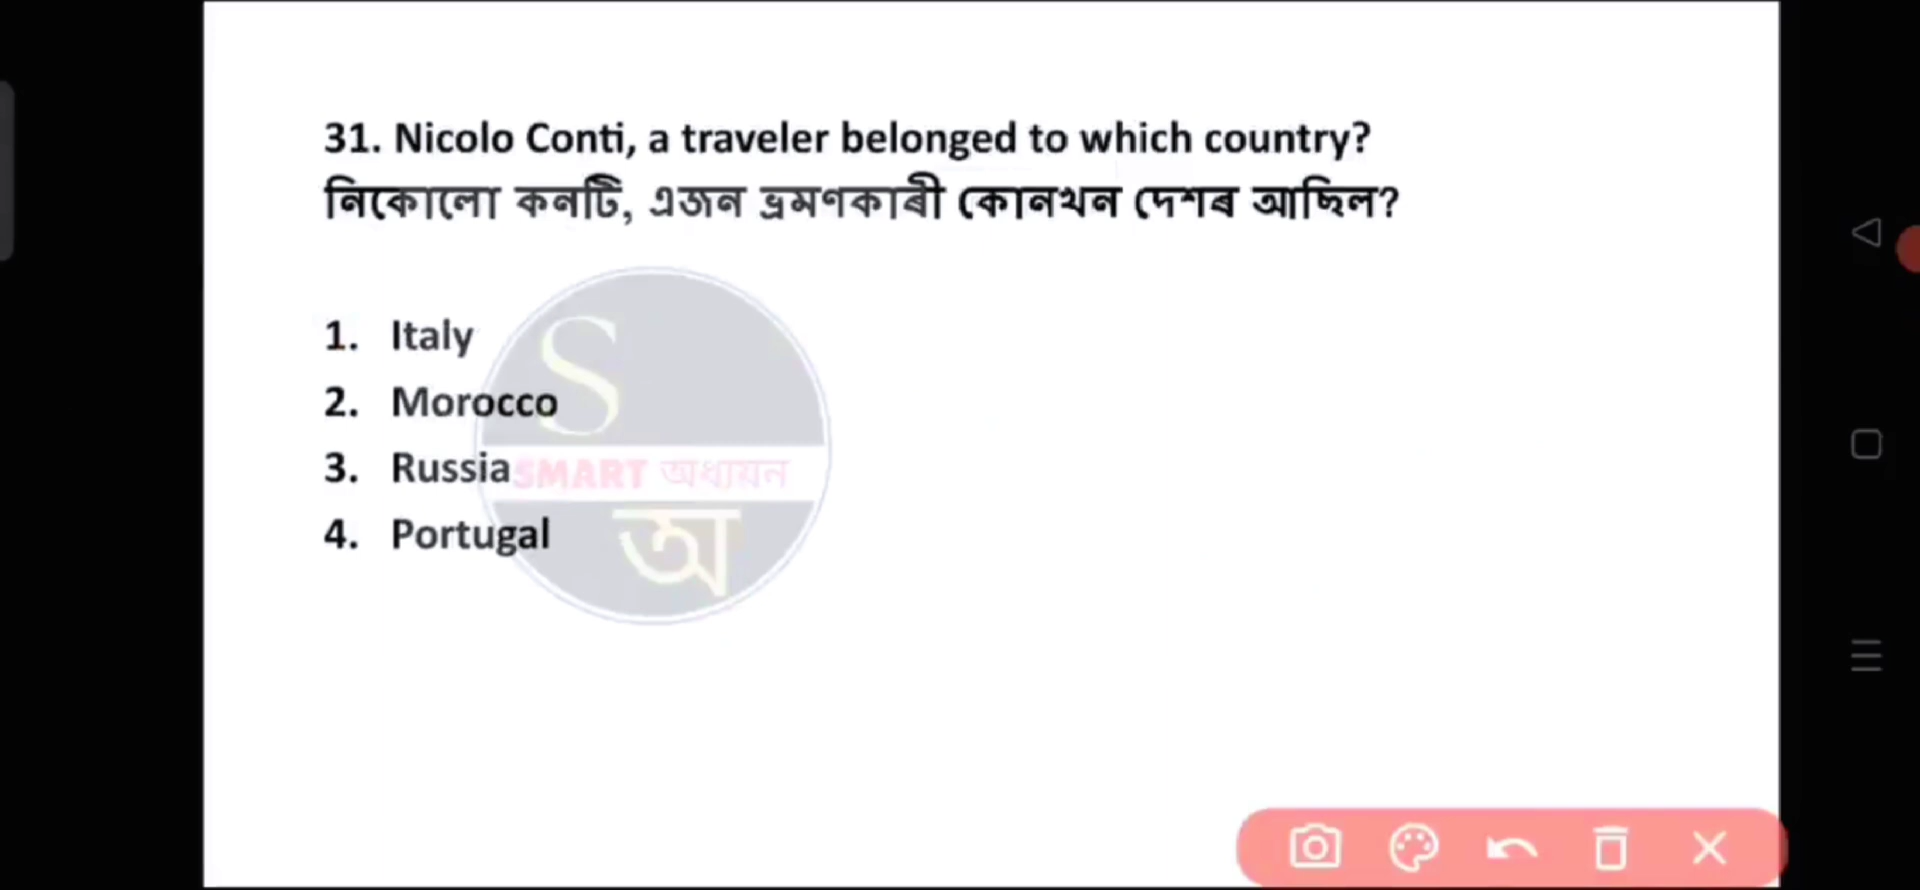 31. Nicolo Conti, a traveler belonged to which country?
নিকোলো কনটি, এজন ভ্ৰমণকাৰী কোনখন দেশৰ আছিল?
1. Italy
2. Morocco
3. Russia
4. Portugal
S
SMART অধ্যয়ন
অ